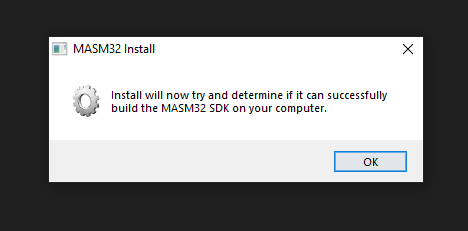 MASM32 Install
Install will now try and determine if it can successfully
build the MASM32 SDK on your computer.
OK